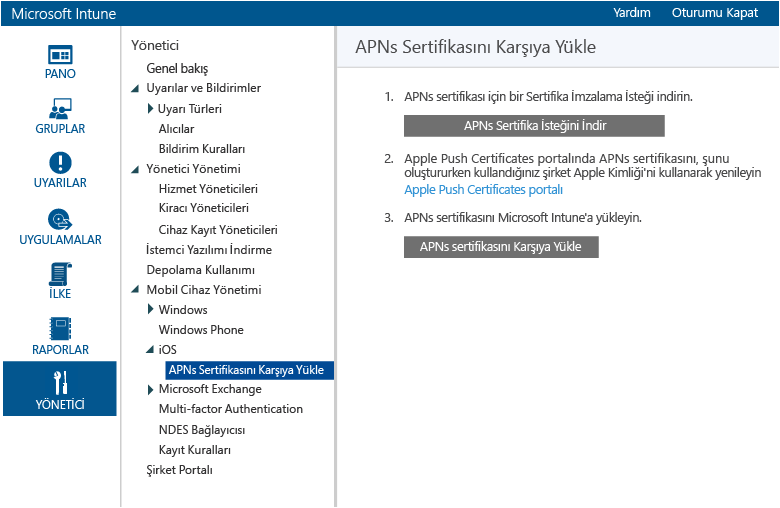 Microsoft Intune
Yardım
Oturumu Kapat
PANO
GRUPLAR
UYARILAR
UYGULAMALAR
İLKE
RAPORLAR
YÖNETİCİ
Yönetici
Genel bakış
Uyarılar ve Bildirimler
Uyarı Türleri
Alıcılar
Bildirim Kuralları
Yönetici Yönetimi
Hizmet Yöneticileri
Kiracı Yöneticileri
Cihaz Kayıt Yöneticileri
İstemci Yazılımı İndirme
Depolama Kullanımı
Mobil Cihaz Yönetimi
Windows
Windows Phone
iOS
APNs Sertifikasını Karşıya Yükle
Microsoft Exchange
Multi-factor Authentication
NDES Bağlayıcısı
Kayıt Kuralları
Şirket Portalı
APNs Sertifikasını Karşıya Yükle
1. APNs sertifikası için bir Sertifika İmzalama İsteği indirin.
APNs Sertifika İsteğini İndir
2. Apple Push Certificates portalında APNs sertifikasını, şunu
oluştururken kullandığınız şirket Apple Kimliği'ni kullanarak yenileyin
Apple Push Certificates portalı
3. APNs sertifikasını Microsoft Intune'a yükleyin.
APNs sertifikasını Karşıya Yükle